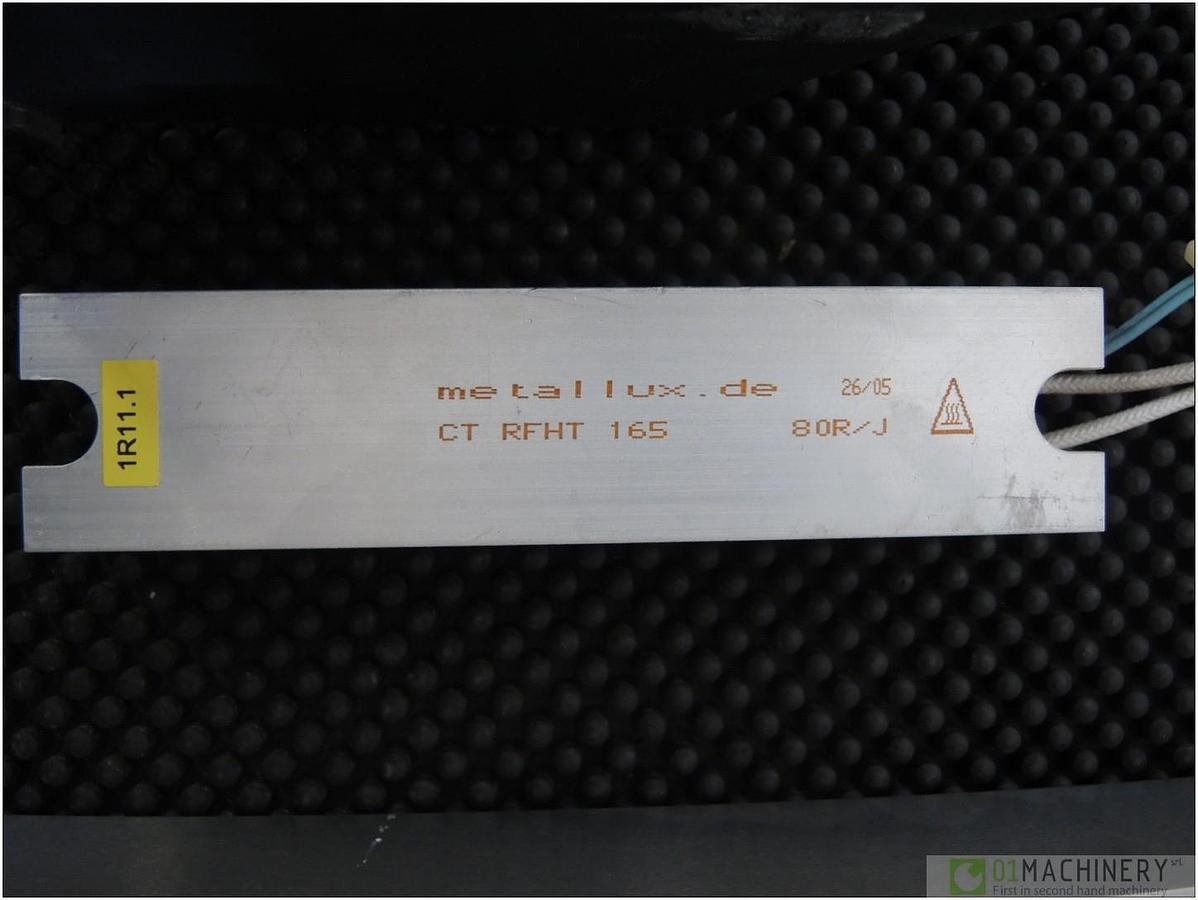 1R11.1
metallux.de 26/05
CT RFHT 165 80R/J
01MACHINERY srl
First in second hand machinery